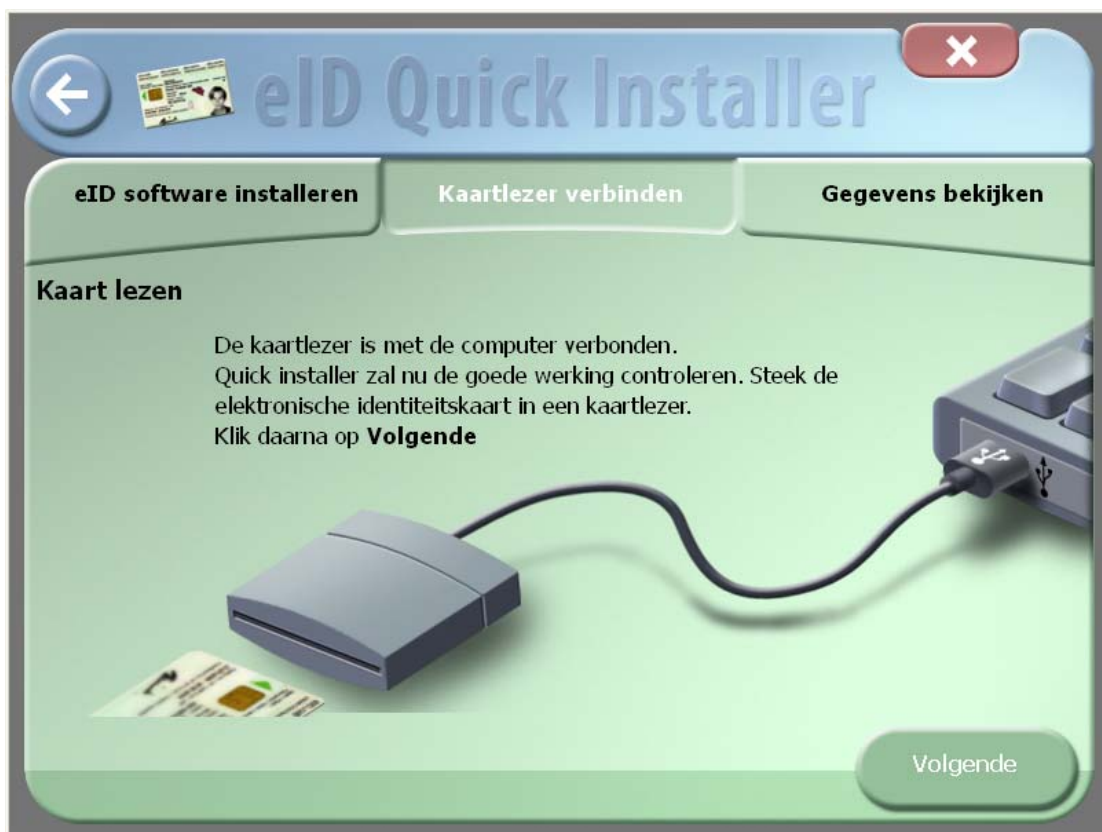 eID Quick Installer
eID software installeren
Kaartlezer verbinden
Gegevens bekijken
Kaart lezen
De kaartlezer is met de computer verbonden.
Quick installer zal nu de goede werking controleren. Steek de
elektronische identiteitskaart in een kaartlezer.
Klik daarna op Volgende
Volgende